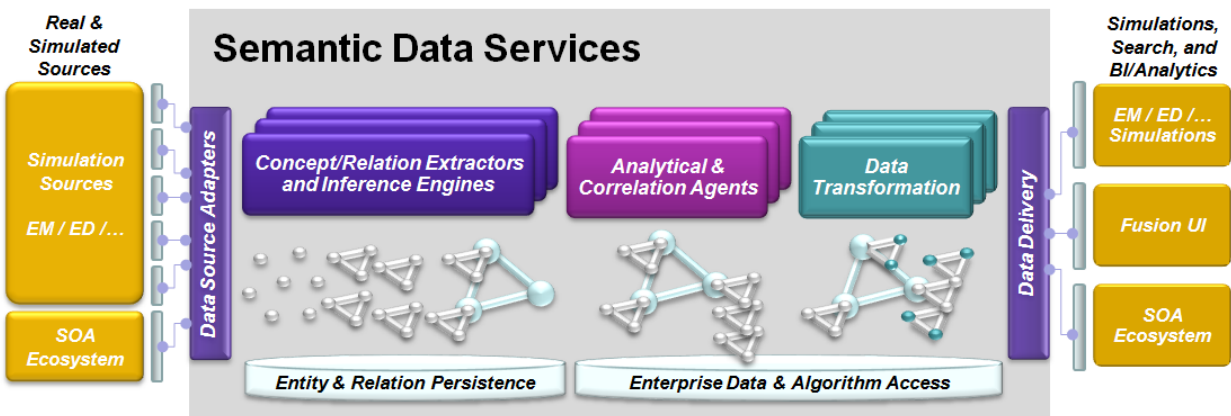 Real &
Simulated
Sources
Simulation
Sources
EM / ED /…
SOA
Ecosystem
Semantic Data Services
Data Source Adapters
Concept/Relation Extractors
and Inference Engines
Analytical &
Correlation Agents
Data
Transformation
Entity & Relation Persistence
Enterprise Data & Algorithm Access
Data Delivery
Simulations,
Search, and
BI/Analytics
EM / ED /…
Simulations
Fusion UI
SOA
Ecosystem